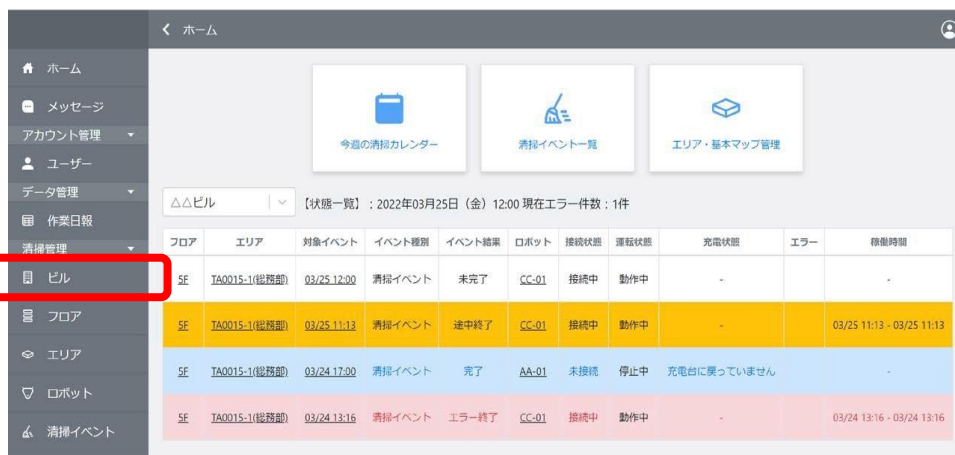 ホーム
ホーム
メッセージ
アカウント管理
ユーザー
データ管理
作業日報
清掃管理
ビル
フロア
エリア
ロボット
清掃イベント
今週の清掃カレンダー
清掃イベント一覧
エリア・基本マップ管理
△△ビル 【状態一覧】:2022年03月25日(金)12:00 現在エラー件数:1件
フロア エリア 対象イベント イベント種別 イベント結果 ロボット 接続状態 運転状態 充電状態 エラー 稼働時間
5F TA0015-1(総務部) 03/25 12:00 清掃イベント 未完了 CC-01 接続中 動作中 - -
5F TA0015-1(総務部) 03/25 11:13 清掃イベント 途中終了 CC-01 接続中 動作中 - 03/25 11:13 - 03/25 11:13
5F TA0015-1(総務部) 03/24 17:00 清掃イベント 完了 AA-01 未接続 停止中 充電台に戻っていません -
5F TA0015-1(総務部) 03/24 13:16 清掃イベント エラー終了 CC-01 接続中 動作中 - 03/24 13:16 - 03/24 13:16